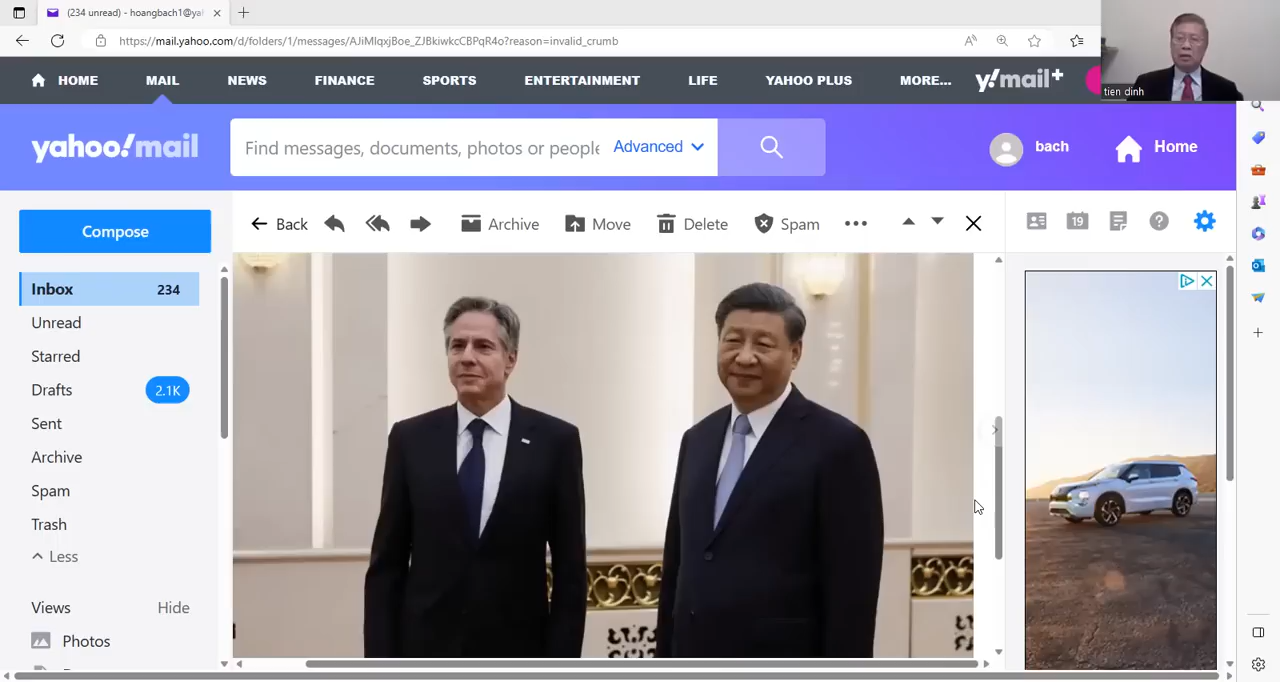 (234 unread) - hoangbach1@ya
https://mail.yahoo.com/d/folders/1/messages/AJiMlqxjBoe_ZJBkiwkcCBPqR4o?reason=invalid_crumb
tien dinh
HOME MAIL NEWS FINANCE SPORTS ENTERTAINMENT LIFE YAHOO PLUS MORE... y!mail+
yahoo!mail Find messages, documents, photos or people Advanced bach Home
Compose Back Archive Move Delete Spam 19
Inbox 234
Unread
Starred
Drafts 2.1K
Sent
Archive
Spam
Trash
Less
Views Hide
Photos